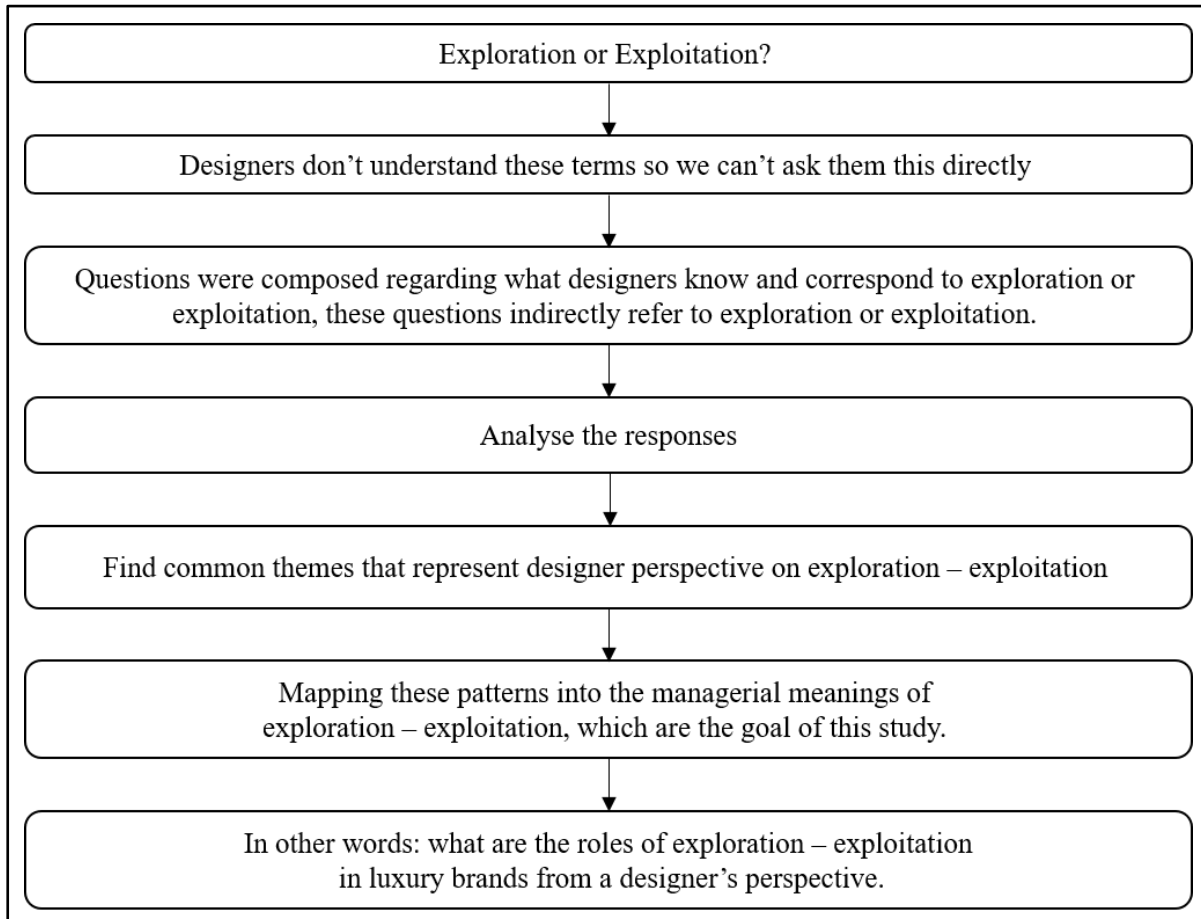 Exploration or Exploitation?
Designers don’t understand these terms so we can’t ask them this directly
Questions were composed regarding what designers know and correspond to exploration or
exploitation, these questions indirectly refer to exploration or exploitation.
Analyse the responses
Find common themes that represent designer perspective on exploration – exploitation
Mapping these patterns into the managerial meanings of
exploration – exploitation, which are the goal of this study.
In other words: what are the roles of exploration – exploitation
in luxury brands from a designer’s perspective.